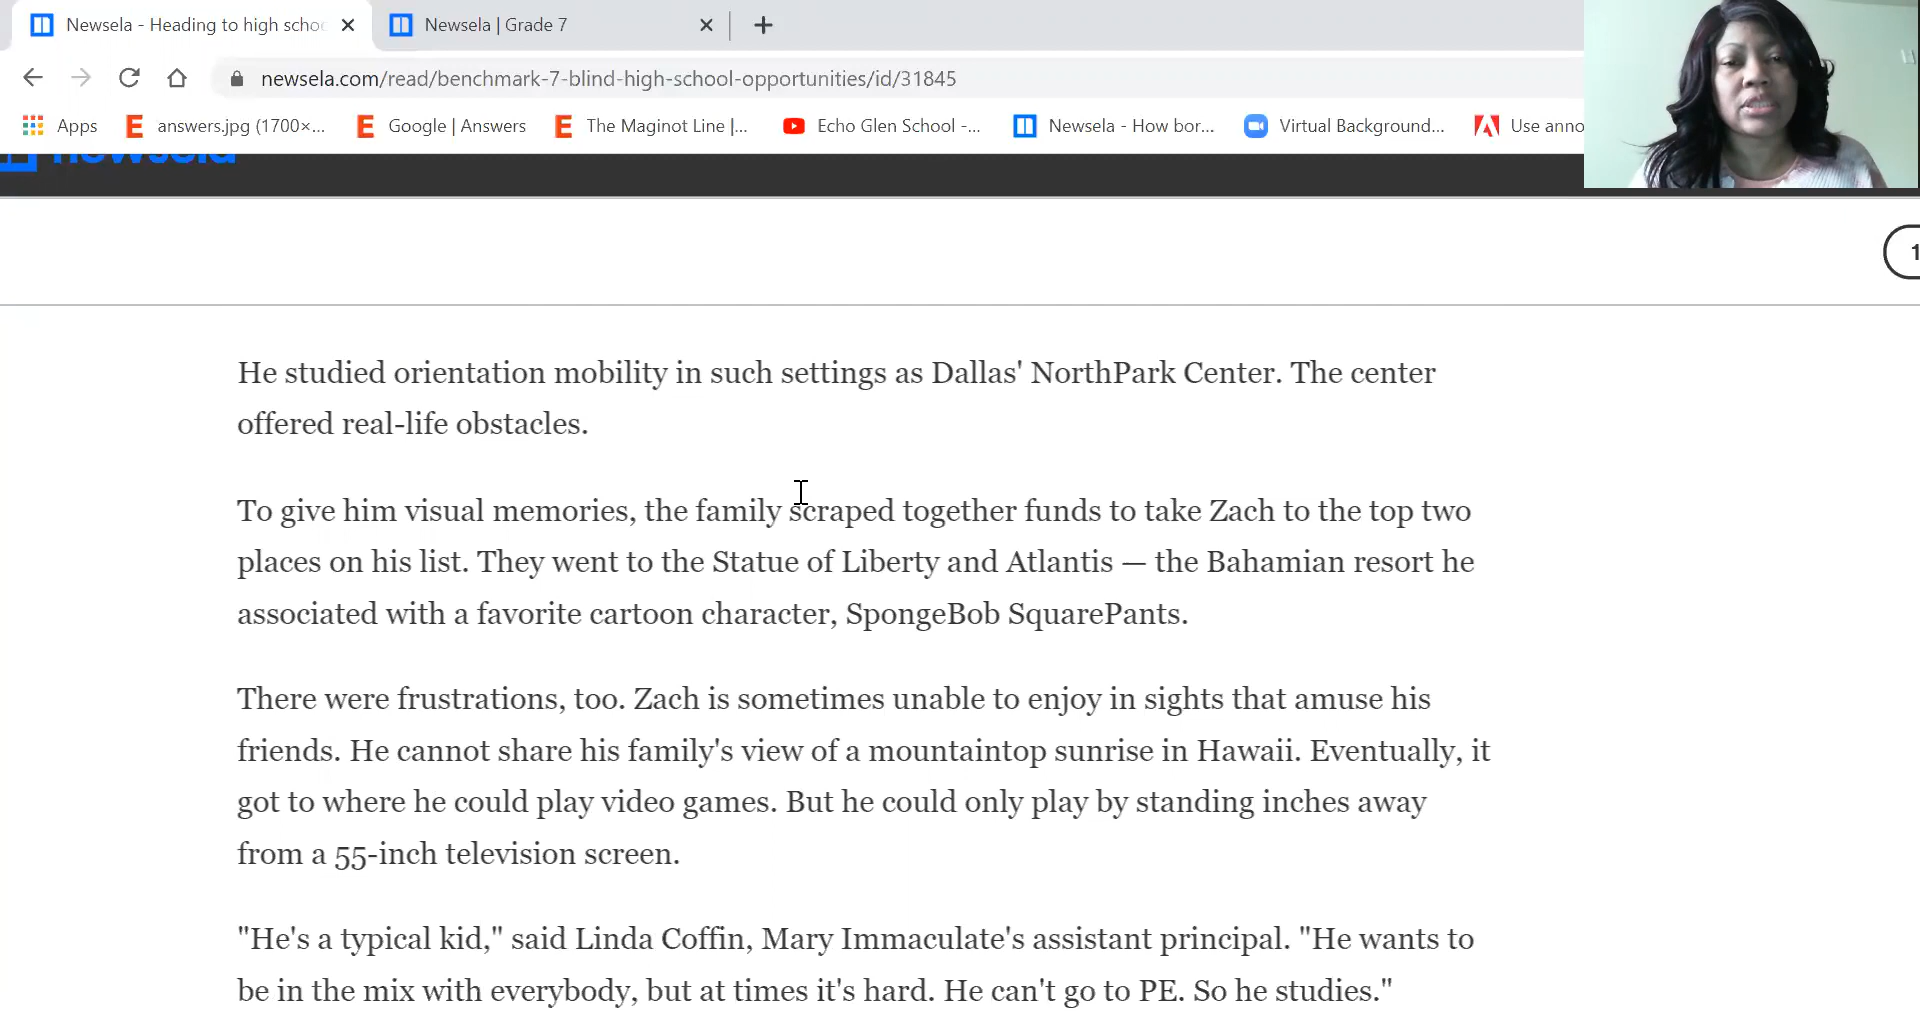 Newsela - Heading to high schoo
Newsela | Grade 7
newsela.com/read/benchmark-7-blind-high-school-opportunities/id/31845
Apps
answers.jpg (1700×...
Google | Answers
The Maginot Line |...
Echo Glen School -...
Newsela - How bor...
Virtual Background...
Use anno
newsela
1
He studied orientation mobility in such settings as Dallas' NorthPark Center. The center
offered real-life obstacles.
To give him visual memories, the family scraped together funds to take Zach to the top two
places on his list. They went to the Statue of Liberty and Atlantis — the Bahamian resort he
associated with a favorite cartoon character, SpongeBob SquarePants.
There were frustrations, too. Zach is sometimes unable to enjoy in sights that amuse his
friends. He cannot share his family's view of a mountaintop sunrise in Hawaii. Eventually, it
got to where he could play video games. But he could only play by standing inches away
from a 55-inch television screen.
"He's a typical kid," said Linda Coffin, Mary Immaculate's assistant principal. "He wants to
be in the mix with everybody, but at times it's hard. He can't go to PE. So he studies."